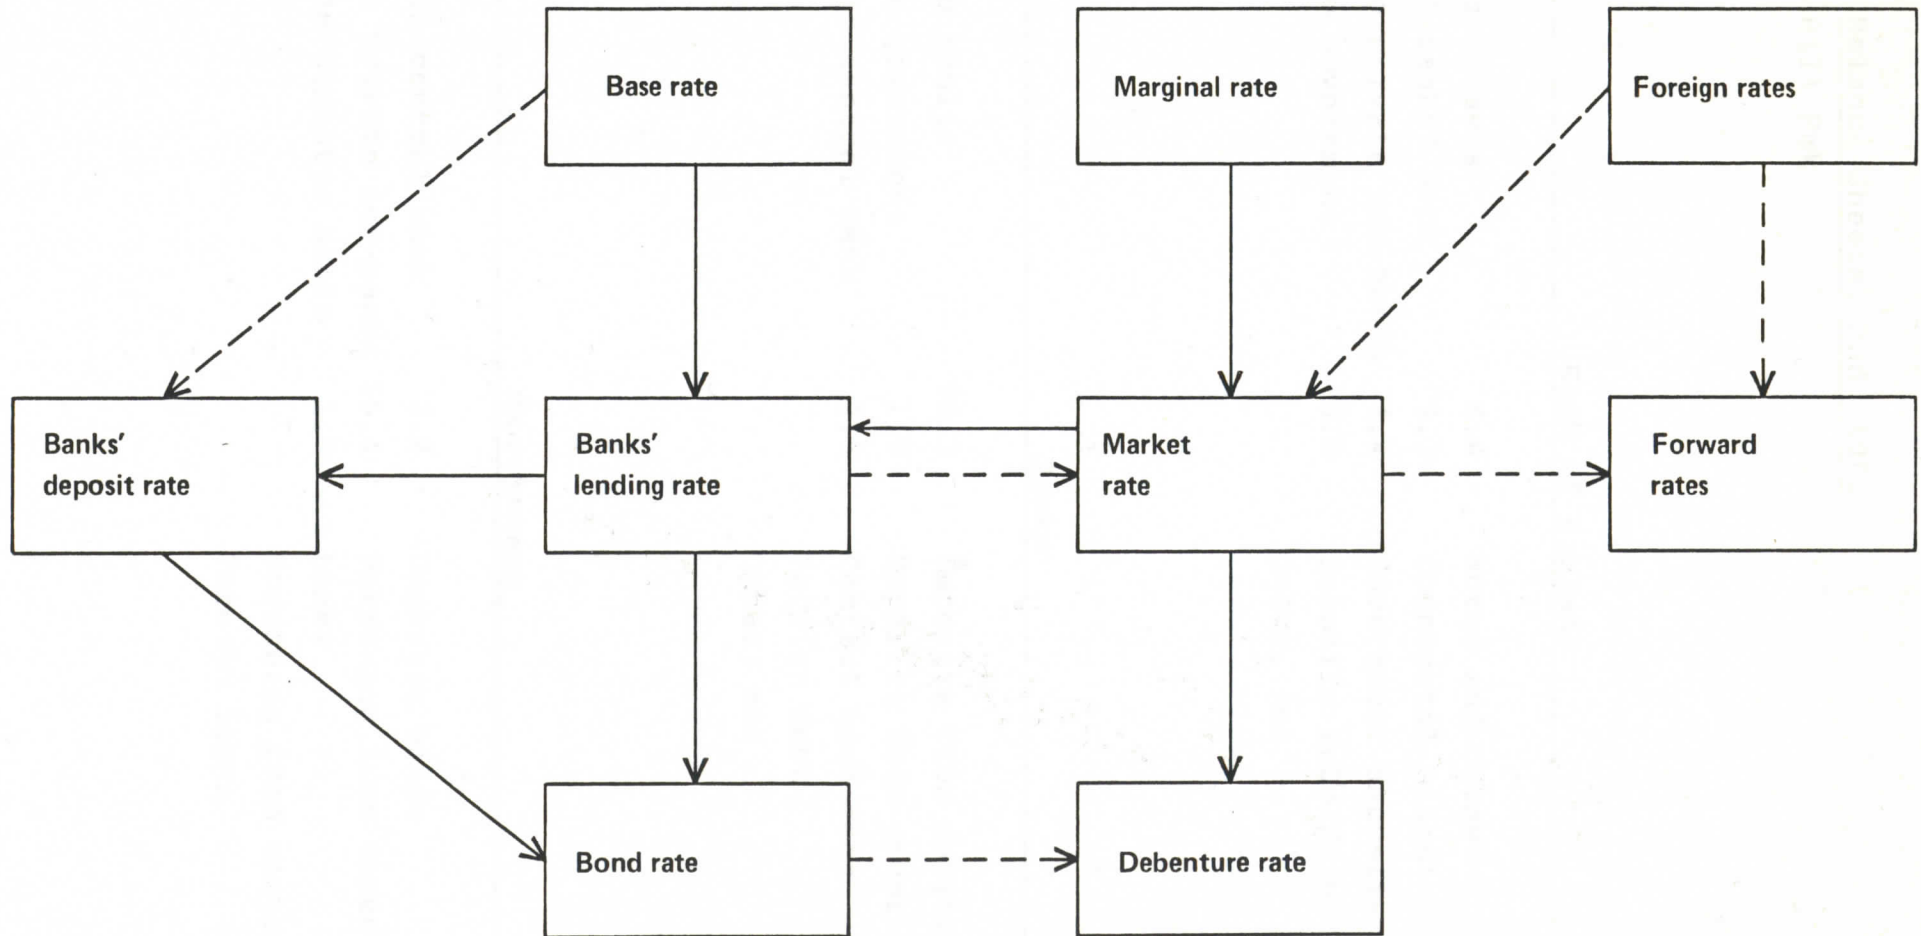 Base rate
Marginal rate
Foreign rates
Banks'
deposit rate
Banks'
lending rate
Market
rate
Forward
rates
Bond rate
Debenture rate